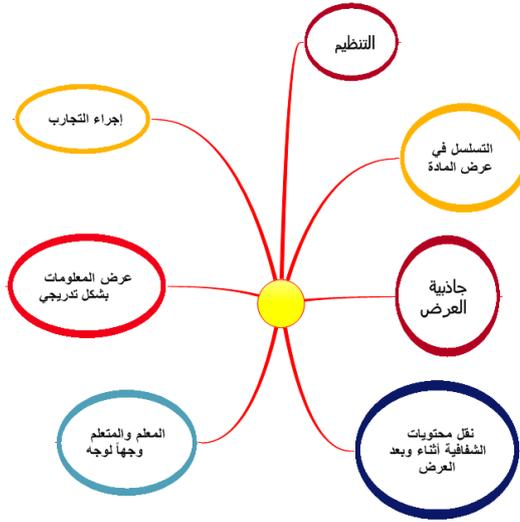 التنظيم
التسلسل في
عرض المادة
جاذبية
العرض
نقل محتويات
الشفافية أثناء وبعد
العرض
المعلم والمتعلم
وجهاً لوجه
عرض المعلومات
بشكل تدريجي
إجراء التجارب